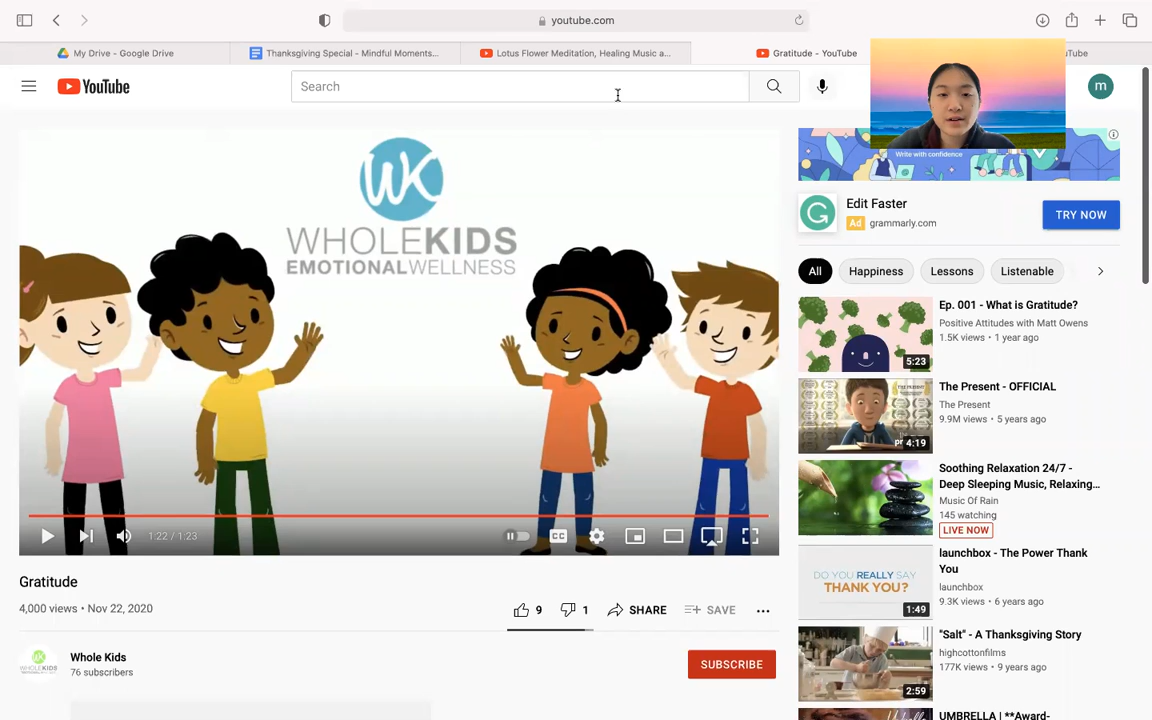 youtube.com
My Drive - Google Drive
Thanksgiving Special - Mindful Moments...
Lotus Flower Meditation, Healing Music a...
Gratitude - YouTube
YouTube
Search
m
Write with confidence
Edit Faster
Ad grammarly.com
TRY NOW
All
Happiness
Lessons
Listenable
WK
WHOLEKIDS
EMOTIONALWELLNESS
1:22 / 1:23
CC
Gratitude
4,000 views • Nov 22, 2020
9
1
SHARE
SAVE
Whole Kids
76 subscribers
SUBSCRIBE
Ep. 001 - What is Gratitude?
Positive Attitudes with Matt Owens
1.5K views • 1 year ago
5:23
The Present - OFFICIAL
The Present
9.9M views • 5 years ago
4:19
Soothing Relaxation 24/7 -
Deep Sleeping Music, Relaxing...
Music Of Rain
145 watching
LIVE NOW
launchbox - The Power Thank
You
launchbox
9.3K views • 6 years ago
DO YOU REALLY SAY
THANK YOU?
1:49
"Salt" - A Thanksgiving Story
highcottonfilms
177K views • 9 years ago
2:59
UMBRELLA | **Award-